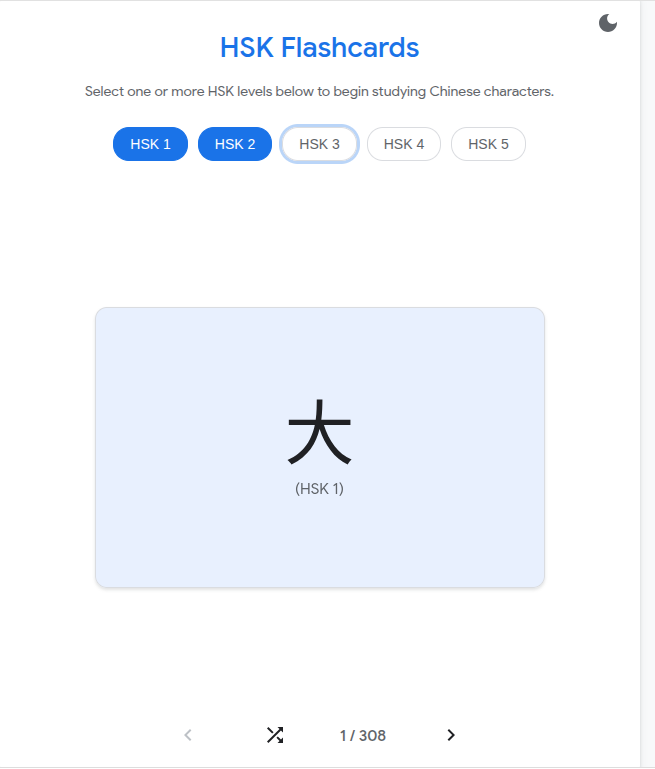 HSK Flashcards
Select one or more HSK levels below to begin studying Chinese characters.
HSK 1 HSK 2 HSK 3 HSK 4 HSK 5
大
(HSK 1)
1 / 308